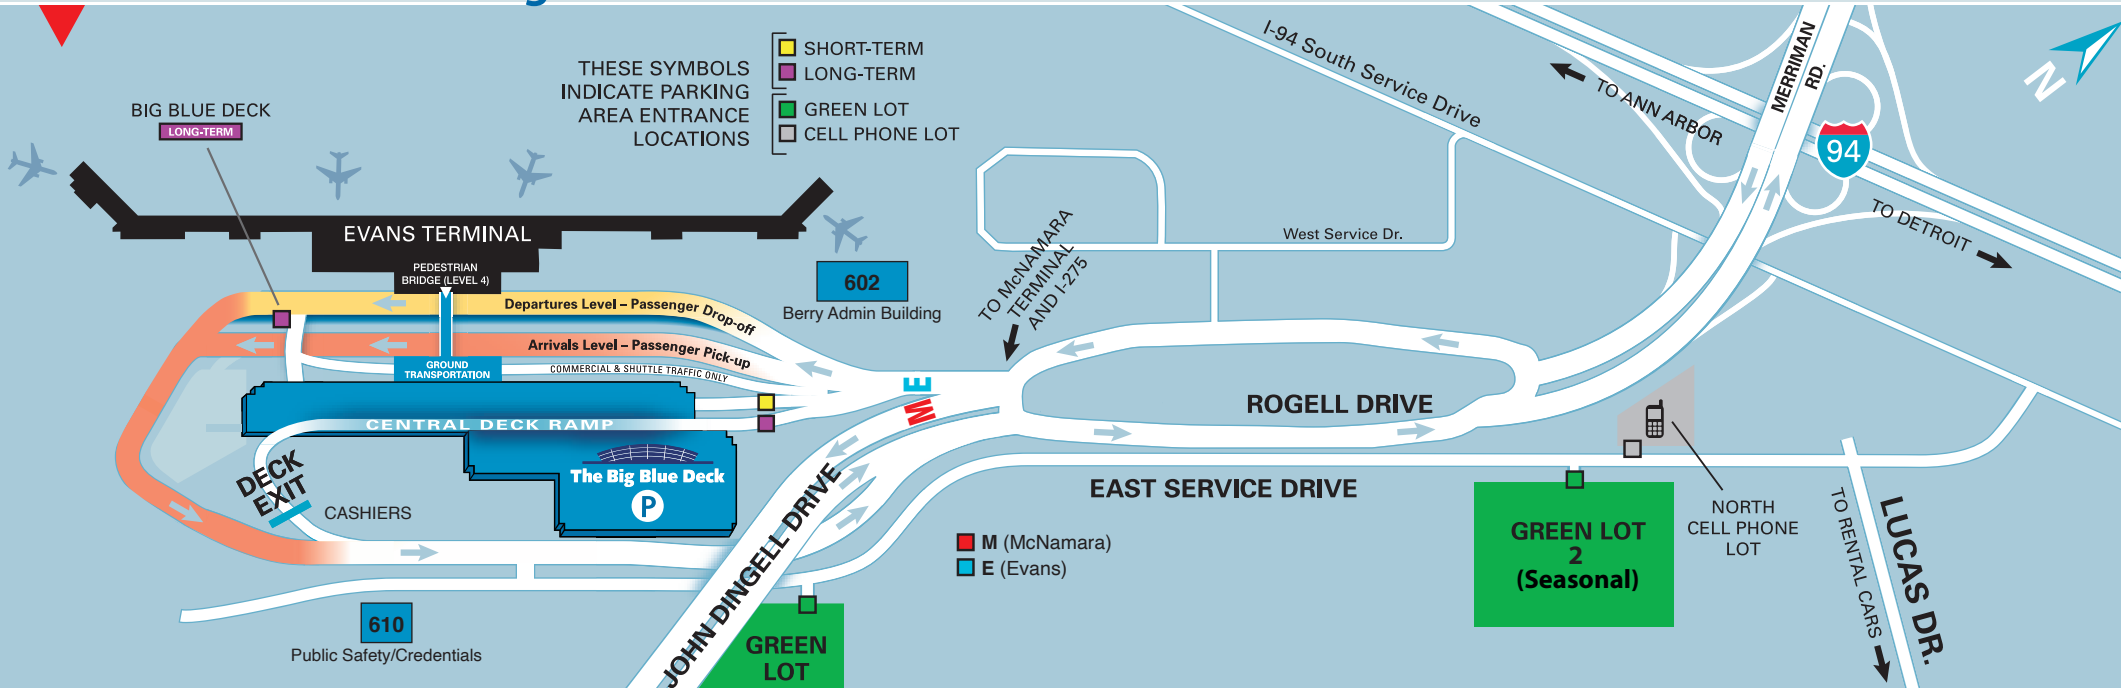 THESE SYMBOLS
INDICATE PARKING
AREA ENTRANCE
LOCATIONS
SHORT-TERM
LONG-TERM
GREEN LOT
CELL PHONE LOT
I-94 South Service Drive
MERRIMAN
RD.
N
TO ANN ARBOR
94
TO DETROIT
BIG BLUE DECK
LONG-TERM
EVANS TERMINAL
PEDESTRIAN
BRIDGE (LEVEL 4)
602
Berry Admin Building
TO McNAMARA
TERMINAL
AND I-275
West Service Dr.
Departures Level – Passenger Drop-off
Arrivals Level – Passenger Pick-up
GROUND
TRANSPORTATION
COMMERCIAL & SHUTTLE TRAFFIC ONLY
E
M
ROGELL DRIVE
CENTRAL DECK RAMP
The Big Blue Deck
P
DECK
EXIT
CASHIERS
JOHN DINGELL DRIVE
EAST SERVICE DRIVE
M (McNamara)
E (Evans)
GREEN LOT
2
(Seasonal)
NORTH
CELL PHONE
LOT
TO RENTAL CARS
LUCAS DR.
610
Public Safety/Credentials
GREEN
LOT